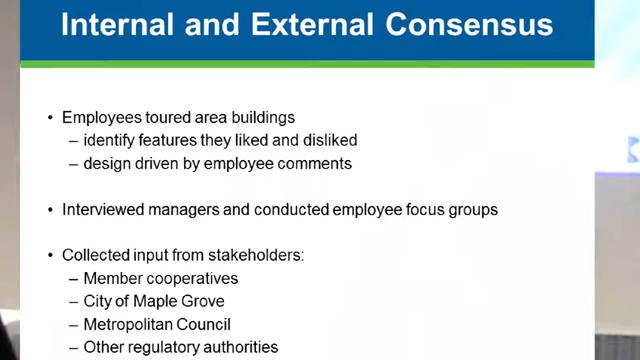 Internal and External Consensus
• Employees toured area buildings
– identify features they liked and disliked
– design driven by employee comments
• Interviewed managers and conducted employee focus groups
• Collected input from stakeholders:
– Member cooperatives
– City of Maple Grove
– Metropolitan Council
– Other regulatory authorities